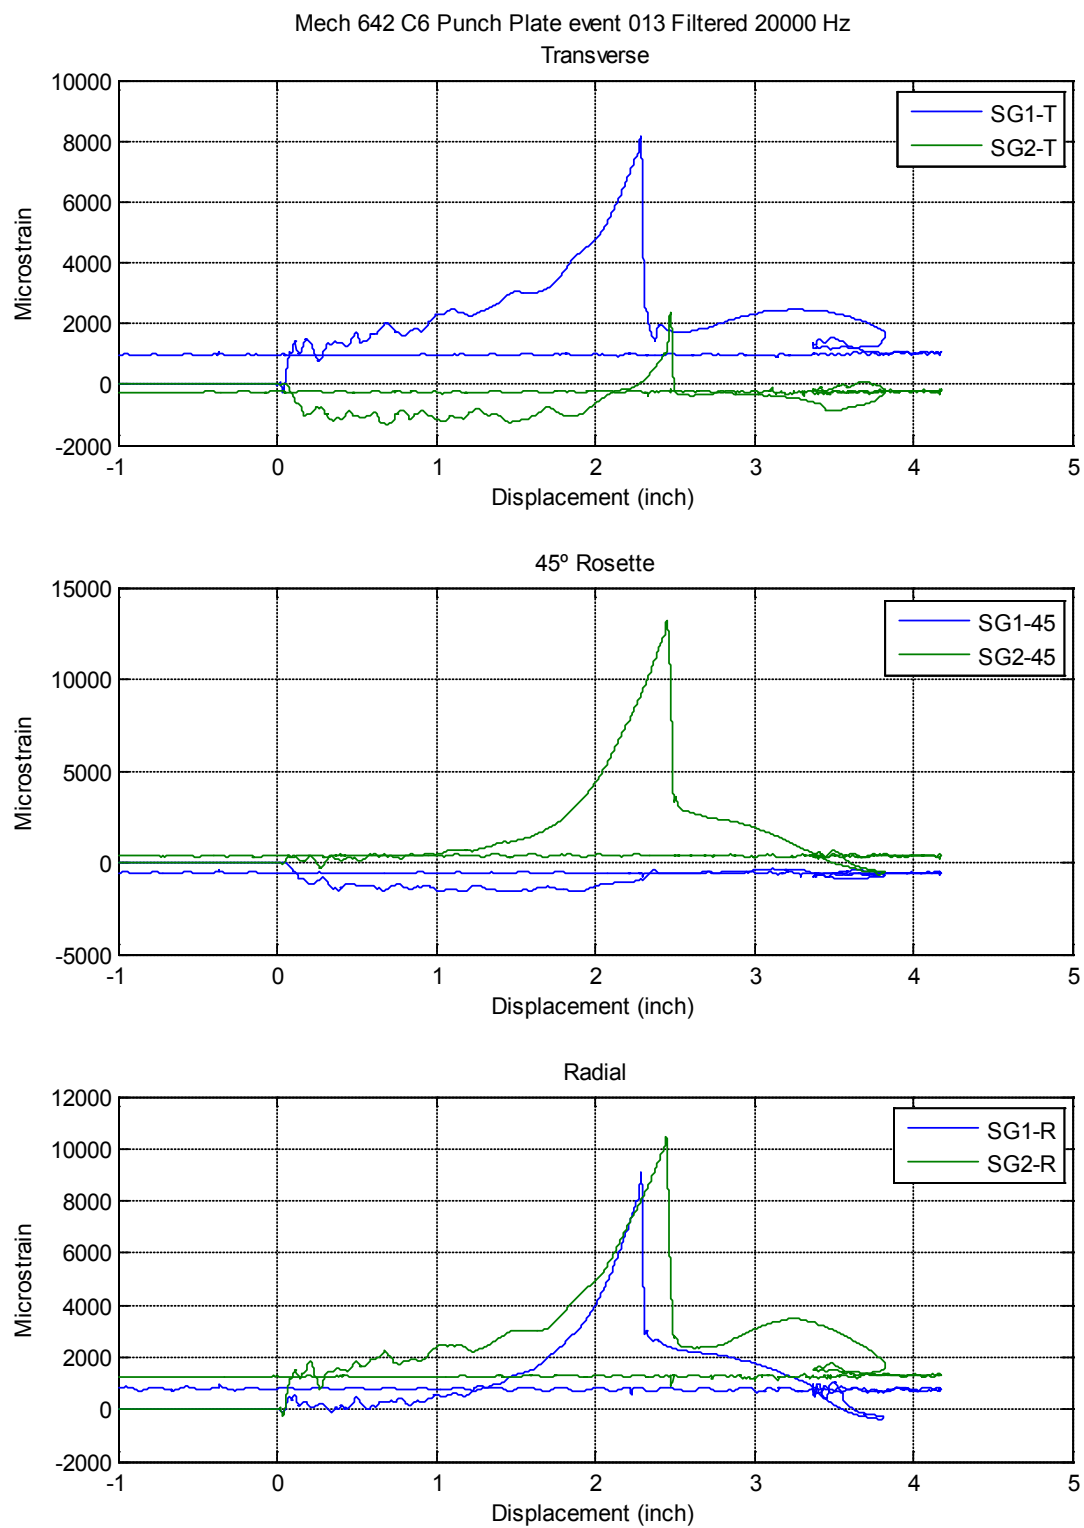 Mech 642 C6 Punch Plate event 013 Filtered 20000 Hz
Transverse
10000
8000
6000
4000
2000
0
-2000
Microstrain
SG1-T
SG2-T
-1 0 1 2 3 4 5
Displacement (inch)
45º Rosette
15000
10000
5000
0
-5000
Microstrain
SG1-45
SG2-45
-1 0 1 2 3 4 5
Displacement (inch)
Radial
12000
10000
8000
6000
4000
2000
0
-2000
Microstrain
SG1-R
SG2-R
-1 0 1 2 3 4 5
Displacement (inch)